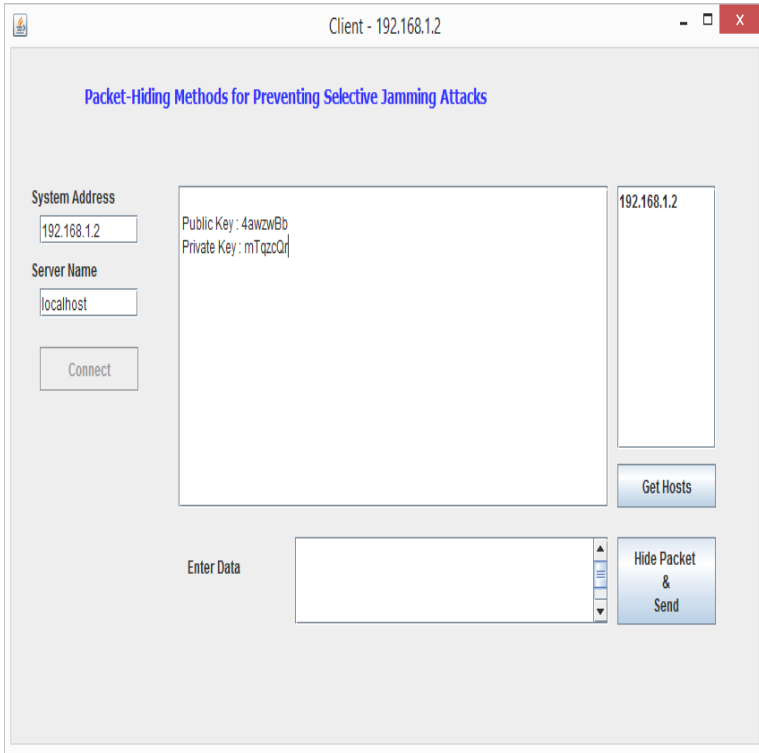 Client - 192.168.1.2
X
Packet-Hiding Methods for Preventing Selective Jamming Attacks
System Address
192.168.1.2
Server Name
localhost
Connect
Public Key : 4awzwBb
Private Key : mTqzcQr
192.168.1.2
Get Hosts
Enter Data
Hide Packet
&
Send